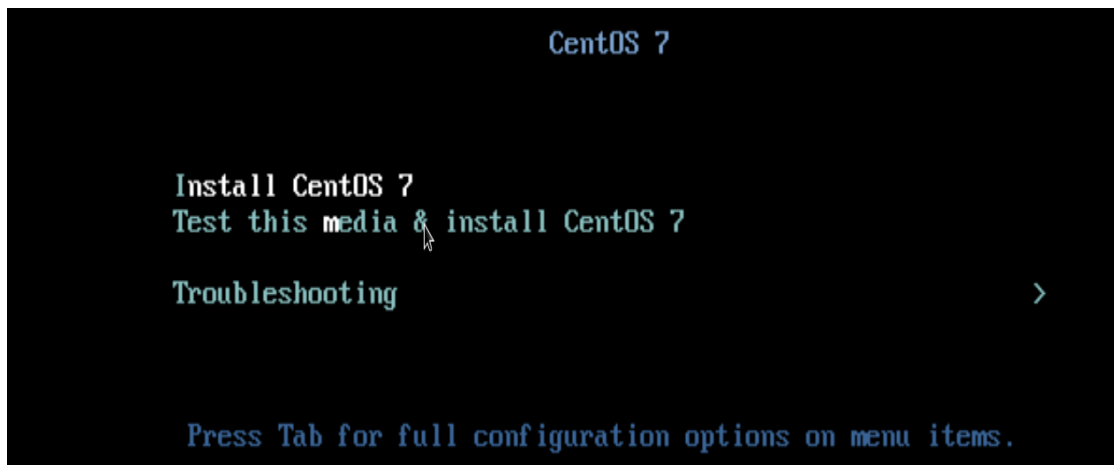 CentOS 7
Install CentOS 7
Test this media & install CentOS 7
Troubleshooting >
Press Tab for full configuration options on menu items.